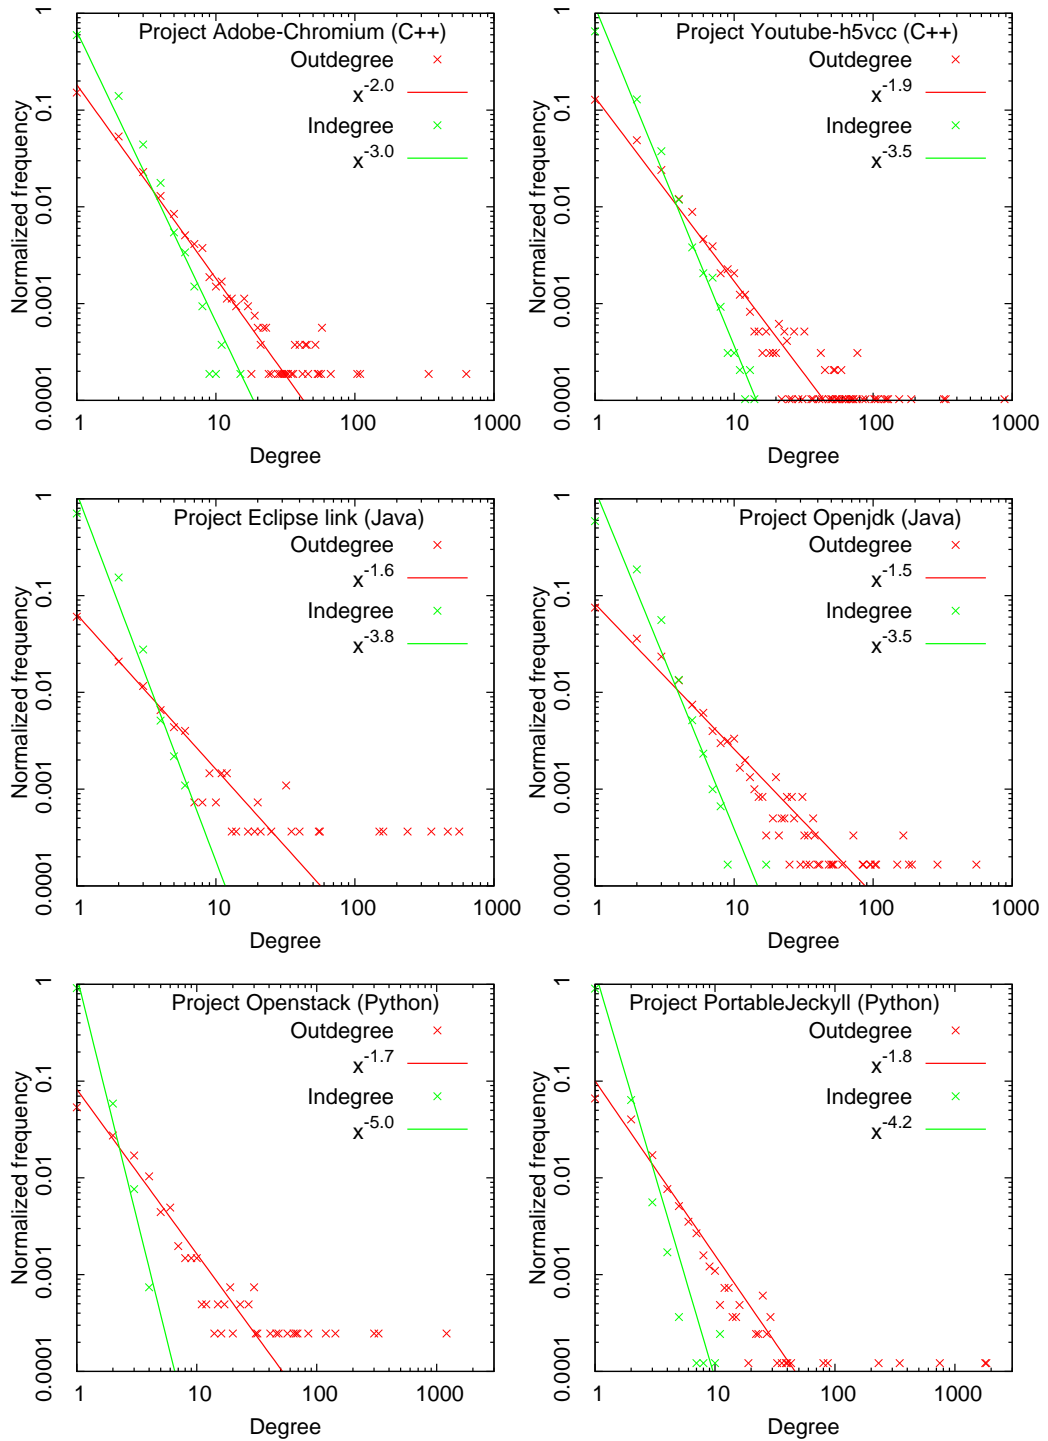 Project Adobe-Chromium (C++)
Outdegree
x^-2.0
Indegree
x^-3.0
Normalized frequency
1
0.1
0.01
0.001
0.0001
1 10 100 1000
Degree
Project Youtube-h5vcc (C++)
Outdegree
x^-1.9
Indegree
x^-3.5
Normalized frequency
1
0.1
0.01
0.001
0.0001
1 10 100 1000
Degree
Project Eclipse link (Java)
Outdegree
x^-1.6
Indegree
x^-3.8
Normalized frequency
1
0.1
0.01
0.001
0.0001
1 10 100 1000
Degree
Project Openjdk (Java)
Outdegree
x^-1.5
Indegree
x^-3.5
Normalized frequency
1
0.1
0.01
0.001
0.0001
1 10 100 1000
Degree
Project Openstack (Python)
Outdegree
x^-1.7
Indegree
x^-5.0
Normalized frequency
1
0.1
0.01
0.001
0.0001
1 10 100 1000
Degree
Project PortableJeckyll (Python)
Outdegree
x^-1.8
Indegree
x^-4.2
Normalized frequency
1
0.1
0.01
0.001
0.0001
1 10 100 1000
Degree